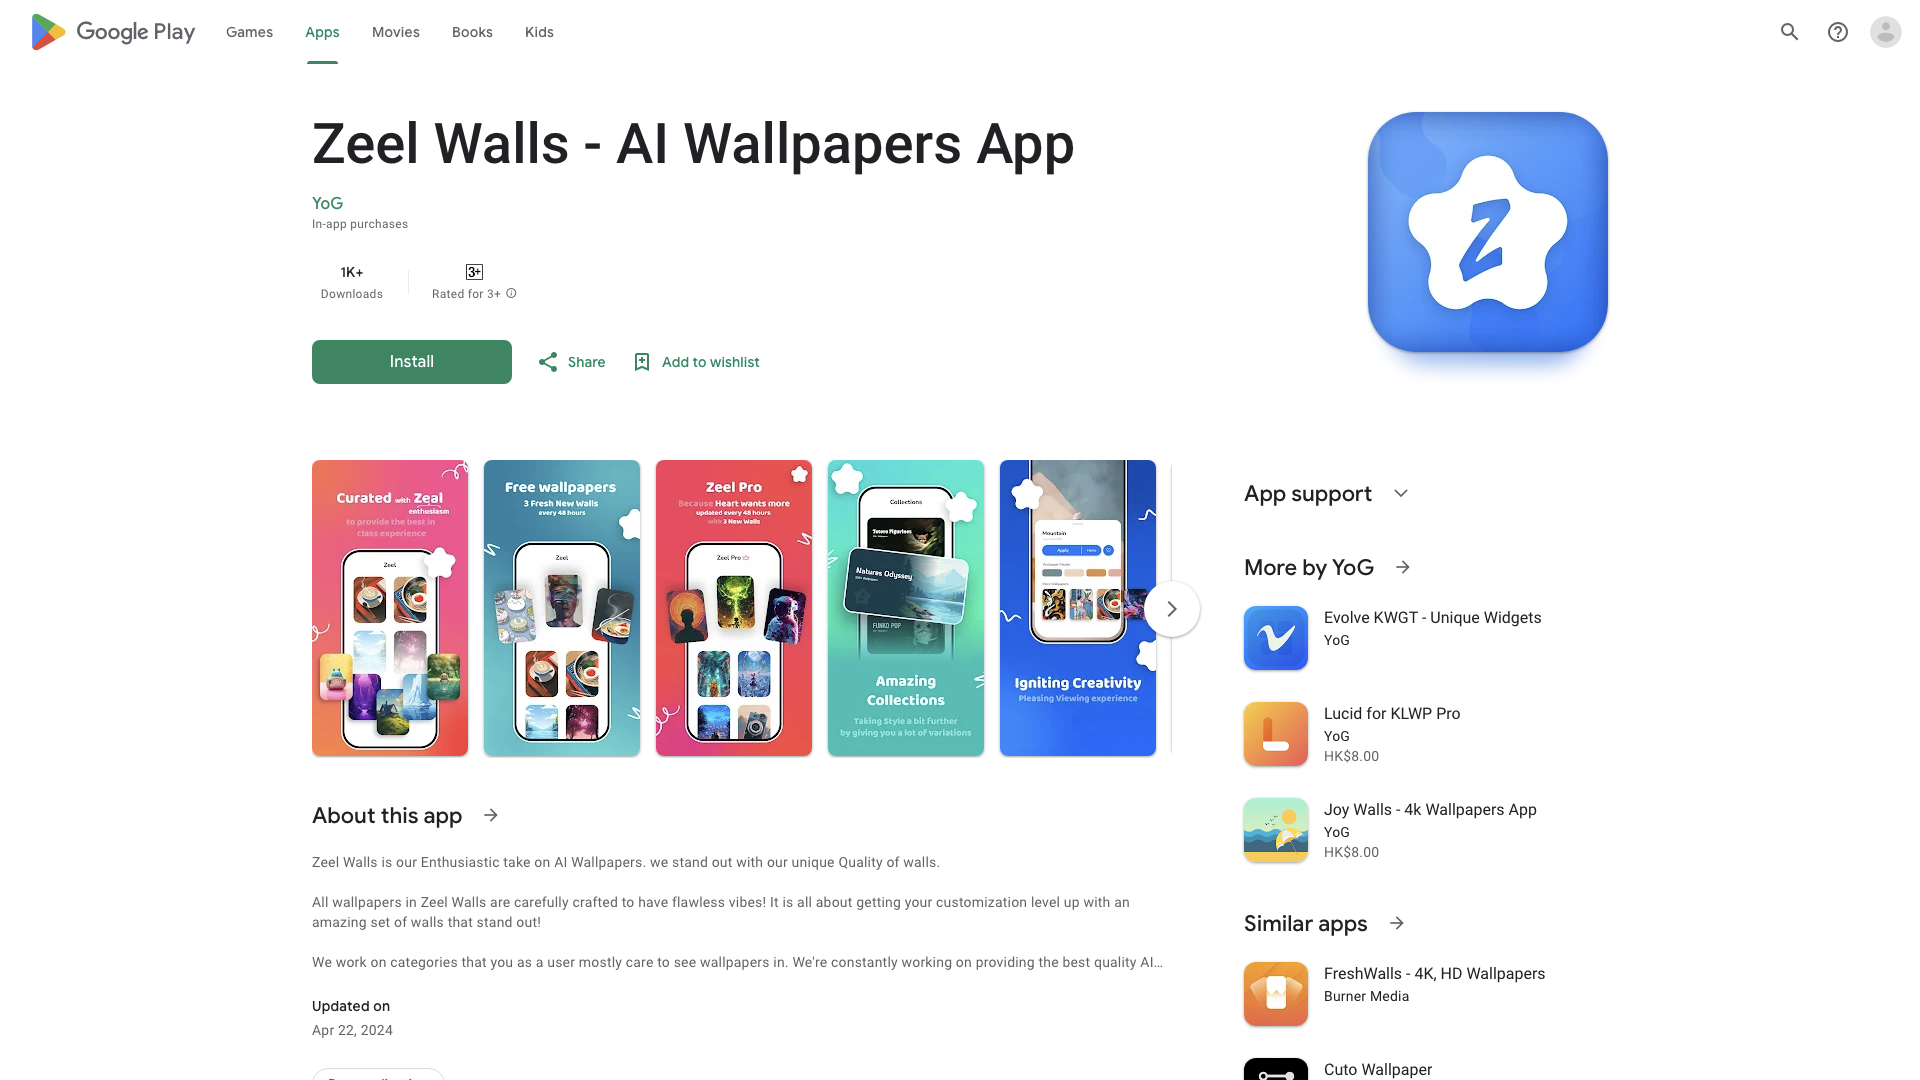 Google Play
Games
Apps
Movies
Books
Kids
Zeel Walls - AI Wallpapers App
YoG
In-app purchases
1K+
Downloads
3+
Rated for 3+
Install
Share
Add to wishlist
Curated with Zeal
enthusiasm
to provide the best in
class experience
Zeel
Free wallpapers
3 Fresh New Walls
every 48 hours
Zeel
Zeel Pro
Because Heart wants more
updated every 48 hours
with 3 New Walls
Zeel Pro
Collections
Natures Odyssey
FUNKO POP
Amazing
Collections
Taking Style a bit further
by giving you a lot of variations
Mountain
Apply
Igniting Creativity
Pleasing Viewing experience
App support
More by YoG
Evolve KWGT - Unique Widgets
YoG
Lucid for KLWP Pro
YoG
HK$8.00
Joy Walls - 4k Wallpapers App
YoG
HK$8.00
Similar apps
FreshWalls - 4K, HD Wallpapers
Burner Media
Cuto Wallpaper
About this app
Zeel Walls is our Enthusiastic take on AI Wallpapers. we stand out with our unique Quality of walls.
All wallpapers in Zeel Walls are carefully crafted to have flawless vibes! It is all about getting your customization level up with an
amazing set of walls that stand out!
We work on categories that you as a user mostly care to see wallpapers in. We're constantly working on providing the best quality AI…
Updated on
Apr 22, 2024